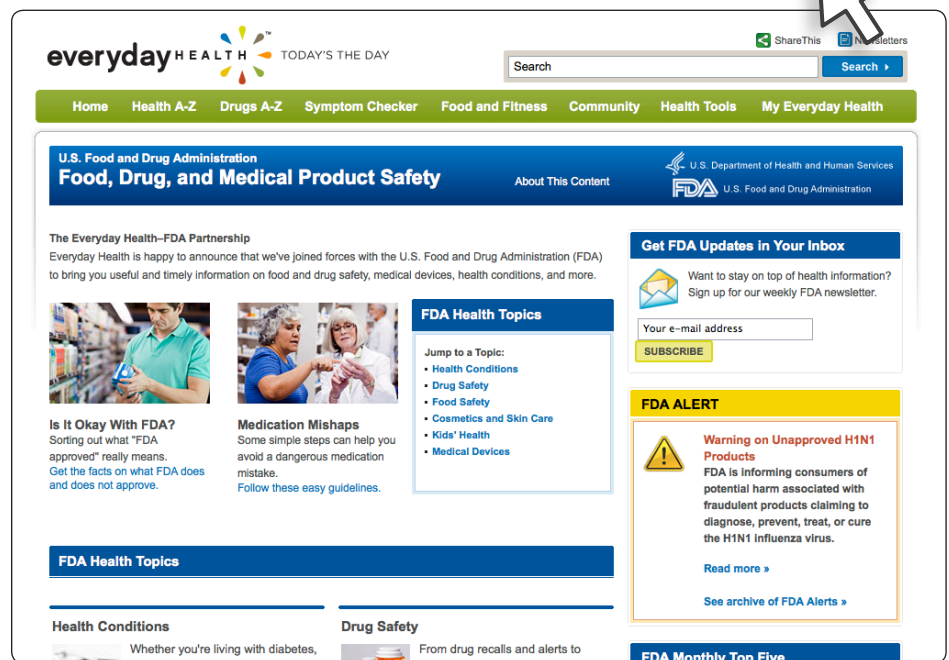 ShareThis
everyday HEALTH ™ TODAY'S THE DAY
Search
Search
Home Health A-Z Drugs A-Z Symptom Checker Food and Fitness Community Health Tools My Everyday Health
U.S. Food and Drug Administration
Food, Drug, and Medical Product Safety
About This Content
U.S. Department of Health and Human Services
FDA U.S. Food and Drug Administration
The Everyday Health–FDA Partnership
Everyday Health is happy to announce that we've joined forces with the U.S. Food and Drug Administration (FDA)
to bring you useful and timely information on food and drug safety, medical devices, health conditions, and more.
Is It Okay With FDA?
Sorting out what "FDA
approved" really means.
Get the facts on what FDA does
and does not approve.
Medication Mishaps
Some simple steps can help you
avoid a dangerous medication
mistake.
Follow these easy guidelines.
FDA Health Topics
Jump to a Topic:
▪ Health Conditions
▪ Drug Safety
▪ Food Safety
▪ Cosmetics and Skin Care
▪ Kids' Health
▪ Medical Devices
Get FDA Updates in Your Inbox
Want to stay on top of health information?
Sign up for our weekly FDA newsletter.
Your e-mail address
SUBSCRIBE
FDA ALERT
Warning on Unapproved H1N1
Products
FDA is informing consumers of
potential harm associated with
fraudulent products claiming to
diagnose, prevent, treat, or cure
the H1N1 influenza virus.
Read more »
See archive of FDA Alerts »
FDA Health Topics
Health Conditions
Whether you're living with diabetes,
Drug Safety
From drug recalls and alerts to
FDA Monthly Top Five